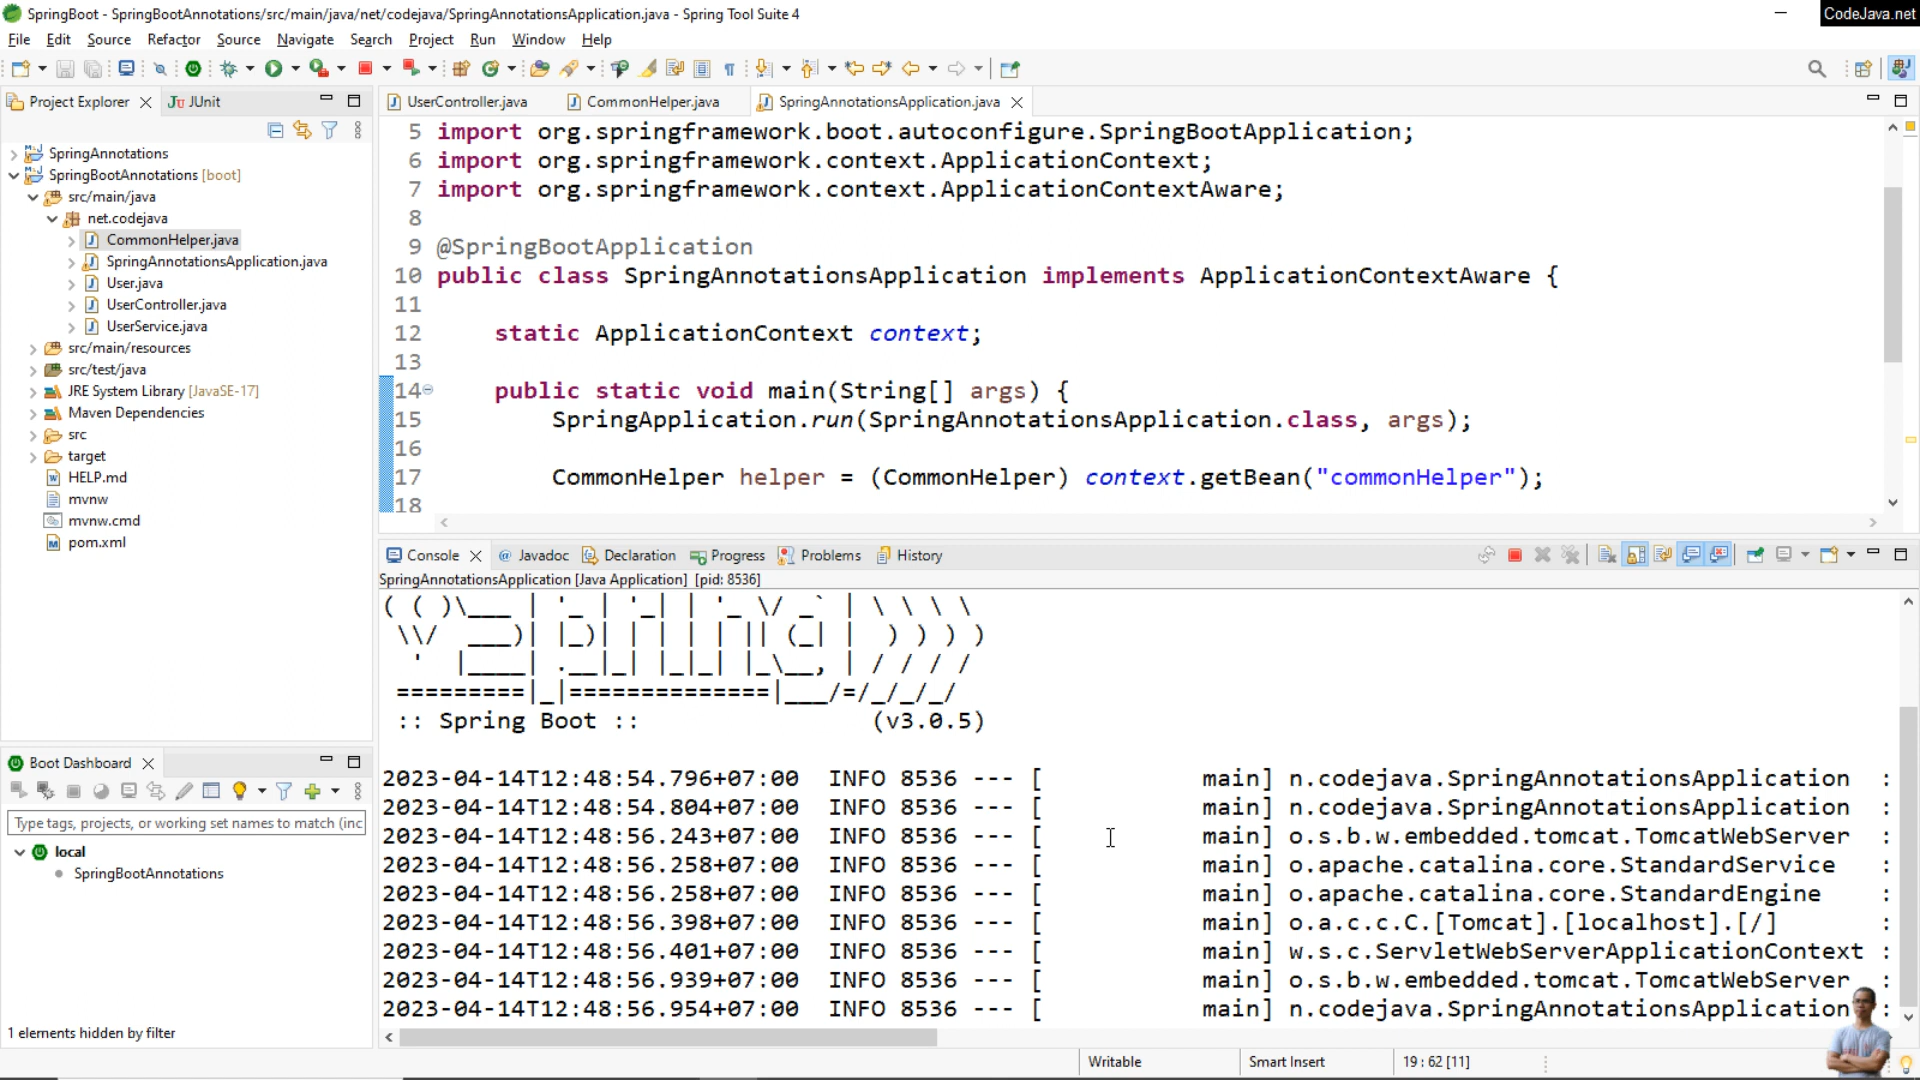 SpringBoot - SpringBootAnnotations/src/main/java/net/codejava/SpringAnnotationsApplication.java - Spring Tool Suite 4
CodeJava.net
File Edit Source Refactor Source Navigate Search Project Run Window Help
Project Explorer
JUnit
SpringAnnotations
SpringBootAnnotations [boot]
src/main/java
net.codejava
CommonHelper.java
SpringAnnotationsApplication.java
User.java
UserController.java
UserService.java
src/main/resources
src/test/java
JRE System Library [JavaSE-17]
Maven Dependencies
src
target
HELP.md
mvnw
mvnw.cmd
pom.xml
UserController.java
CommonHelper.java
SpringAnnotationsApplication.java
5 import org.springframework.boot.autoconfigure.SpringBootApplication;
6 import org.springframework.context.ApplicationContext;
7 import org.springframework.context.ApplicationContextAware;
8
9 @SpringBootApplication
10 public class SpringAnnotationsApplication implements ApplicationContextAware {
11
12 static ApplicationContext context;
13
14 public static void main(String[] args) {
15 SpringApplication.run(SpringAnnotationsApplication.class, args);
16
17 CommonHelper helper = (CommonHelper) context.getBean("commonHelper");
18
Boot Dashboard
Type tags, projects, or working set names to match (inc
local
SpringBootAnnotations
1 elements hidden by filter
Console @ Javadoc Declaration Progress Problems History
SpringAnnotationsApplication [Java Application] [pid: 8536]
( ( )\___ | '_ | '_| | '_ \/ _` | \ \ \ \
 \\/  ___)| |_)| | | | | || (_| |  ) ) ) )
  '  |____| .__|_| |_|_| |_\__, | / / / /
 =========|_|==============|___/=/_/_/_/
 :: Spring Boot :: (v3.0.5)
2023-04-14T12:48:54.796+07:00 INFO 8536 --- [ main] n.codejava.SpringAnnotationsApplication :
2023-04-14T12:48:54.804+07:00 INFO 8536 --- [ main] n.codejava.SpringAnnotationsApplication :
2023-04-14T12:48:56.243+07:00 INFO 8536 --- [ main] o.s.b.w.embedded.tomcat.TomcatWebServer :
2023-04-14T12:48:56.258+07:00 INFO 8536 --- [ main] o.apache.catalina.core.StandardService :
2023-04-14T12:48:56.258+07:00 INFO 8536 --- [ main] o.apache.catalina.core.StandardEngine :
2023-04-14T12:48:56.398+07:00 INFO 8536 --- [ main] o.a.c.c.C.[Tomcat].[localhost].[/] :
2023-04-14T12:48:56.401+07:00 INFO 8536 --- [ main] w.s.c.ServletWebServerApplicationContext :
2023-04-14T12:48:56.939+07:00 INFO 8536 --- [ main] o.s.b.w.embedded.tomcat.TomcatWebServer :
2023-04-14T12:48:56.954+07:00 INFO 8536 --- [ main] n.codejava.SpringAnnotationsApplication :
Writable
Smart Insert
19 : 62 [11]